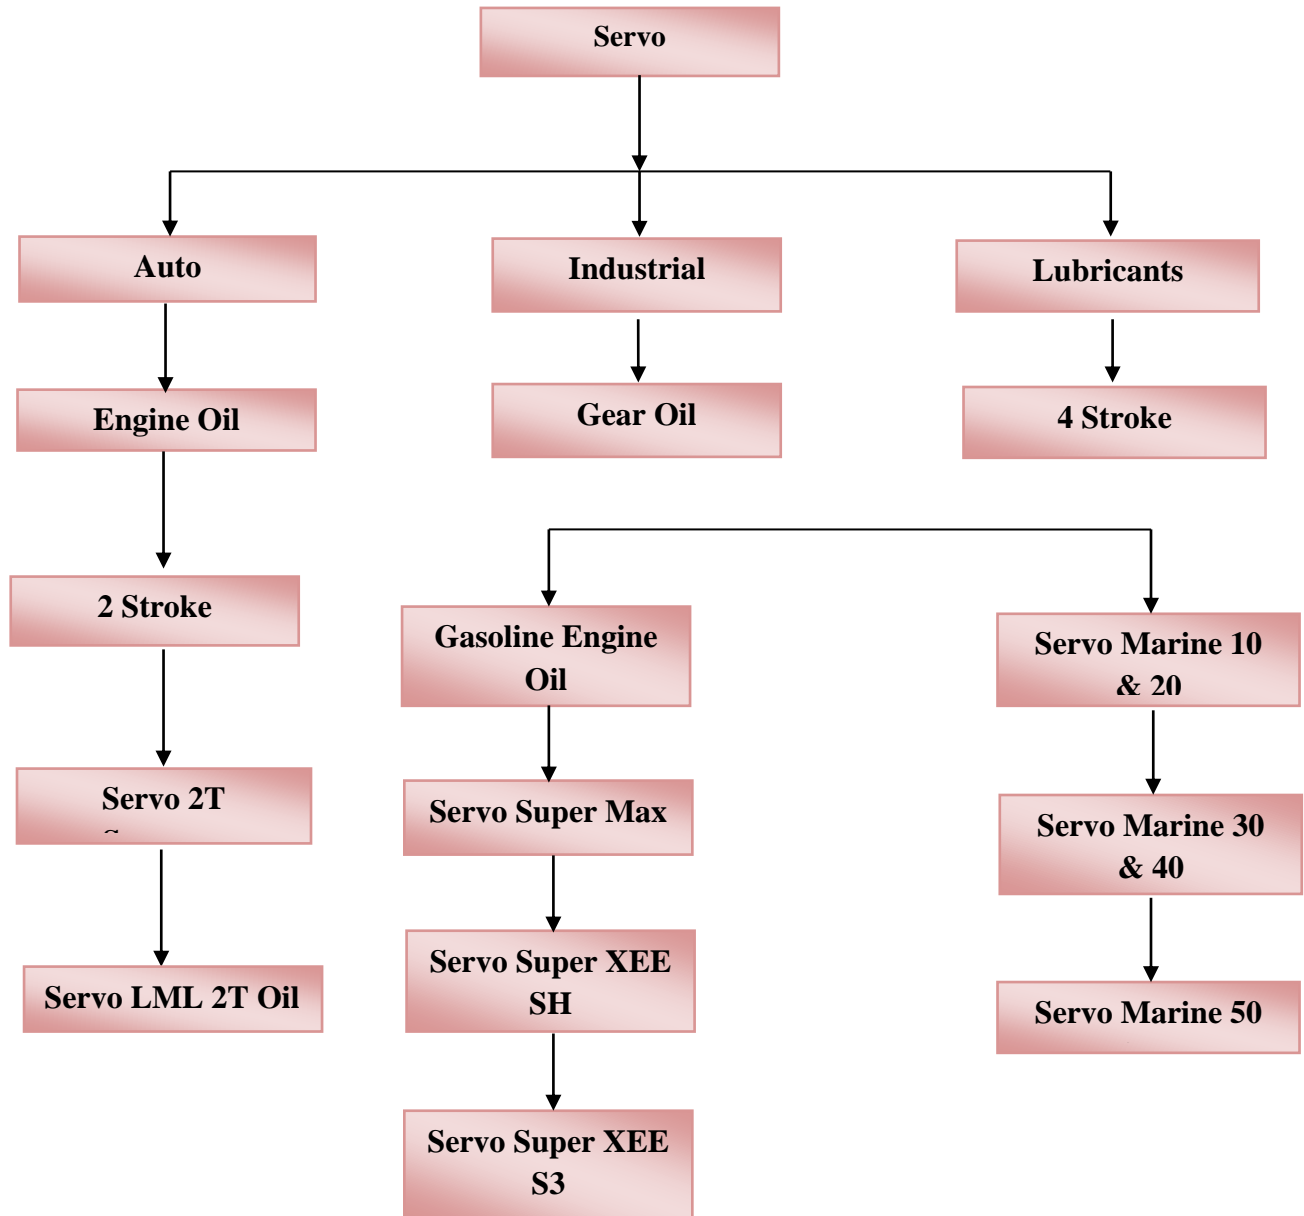 Servo
Auto
Industrial
Lubricants
Engine Oil
Gear Oil
4 Stroke
2 Stroke
Gasoline Engine
Oil
Servo Marine 10
& 20
Servo 2T
Servo Super Max
Servo Marine 30
& 40
Servo LML 2T Oil
Servo Super XEE
SH
Servo Marine 50
Servo Super XEE
S3